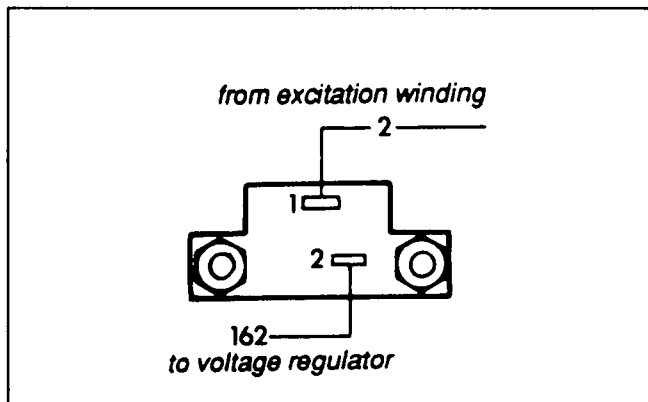 from excitation winding
2
1
2
162
to voltage regulator